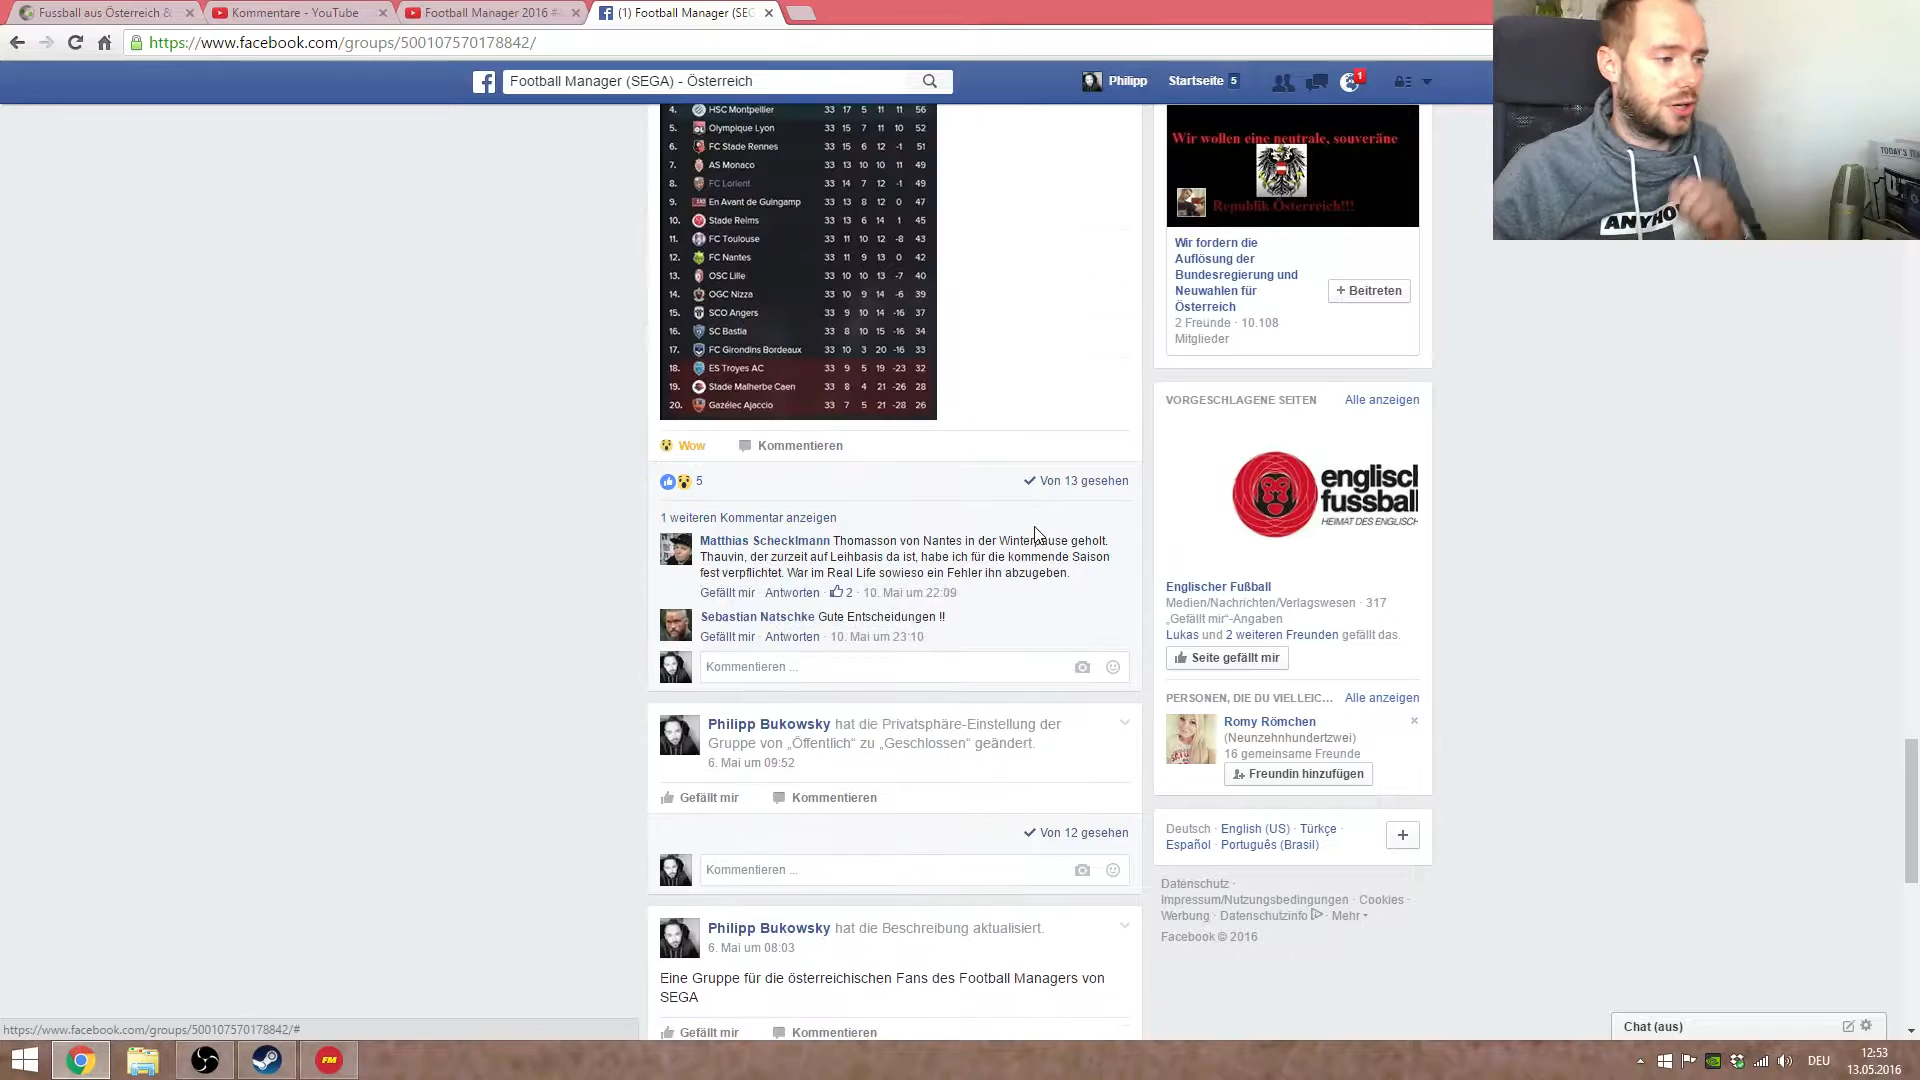 Fussball aus Österreich &
Kommentare - YouTube
Football Manager 2016 #
(1) Football Manager (SEG
https://www.facebook.com/groups/500107570178842/
Football Manager (SEGA) - Österreich
Philipp
Startseite 5
1
4. HSC Montpellier 33 17 5 11 11 56
5. Olympique Lyon 33 15 7 11 10 52
6. FC Stade Rennes 33 15 6 12 -1 51
7. AS Monaco 33 13 10 10 11 49
8. FC Lorient 33 14 7 12 -1 49
9. En Avant de Guingamp 33 13 8 12 0 47
10. Stade Reims 33 13 6 14 1 45
11. FC Toulouse 33 11 10 12 -8 43
12. FC Nantes 33 11 9 13 0 42
13. OSC Lille 33 10 10 13 -7 40
14. OGC Nizza 33 10 9 14 -6 39
15. SCO Angers 33 9 10 14 -16 37
16. SC Bastia 33 8 10 15 -16 34
17. FC Girondins Bordeaux 33 10 3 20 -16 33
18. ES Troyes AC 33 9 5 19 -23 32
19. Stade Malherbe Caen 33 8 4 21 -26 28
20. Gazélec Ajaccio 33 7 5 21 -28 26
Wow
Kommentieren
5
Von 13 gesehen
1 weiteren Kommentar anzeigen
Matthias Schecklmann Thomasson von Nantes in der Winterpause geholt.
Thauvin, der zurzeit auf Leihbasis da ist, habe ich für die kommende Saison
fest verpflichtet. War im Real Life sowieso ein Fehler ihn abzugeben.
Gefällt mir · Antworten · 2 · 10. Mai um 22:09
Sebastian Natschke Gute Entscheidungen !!
Gefällt mir · Antworten · 10. Mai um 23:10
Kommentieren ...
Philipp Bukowsky hat die Privatsphäre-Einstellung der
Gruppe von „Öffentlich“ zu „Geschlossen“ geändert.
6. Mai um 09:52
Gefällt mir
Kommentieren
Von 12 gesehen
Kommentieren ...
Philipp Bukowsky hat die Beschreibung aktualisiert.
6. Mai um 08:03
Eine Gruppe für die österreichischen Fans des Football Managers von
SEGA
Gefällt mir
Kommentieren
Wir wollen eine neutrale, souveräne
Republik Österreich!!!
Wir fordern die
Auflösung der
Bundesregierung und
Neuwahlen für
Österreich
2 Freunde · 10.108
Mitglieder
+ Beitreten
VORGESCHLAGENE SEITEN
Alle anzeigen
englisch
fussball
HEIMAT DES ENGLISCH
Englischer Fußball
Medien/Nachrichten/Verlagswesen · 317
„Gefällt mir“-Angaben
Lukas und 2 weiteren Freunden gefällt das.
Seite gefällt mir
PERSONEN, DIE DU VIELLEIC...
Alle anzeigen
Romy Römchen
(Neunzehnhundertzwei)
16 gemeinsame Freunde
Freundin hinzufügen
Deutsch · English (US) · Türkçe ·
Español · Português (Brasil)
Datenschutz ·
Impressum/Nutzungsbedingungen · Cookies ·
Werbung · Datenschutzinfo · Mehr
Facebook © 2016
ANYHO
TODAY'S
Chat (aus)
https://www.facebook.com/groups/500107570178842/#
FM
DEU
12:53
13.05.2016